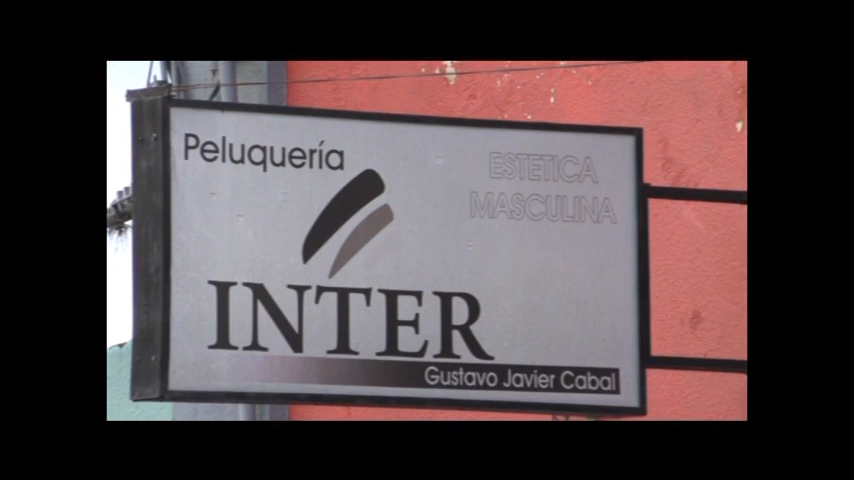 Peluquería
ESTETICA
MASCULINA
INTER
Gustavo Javier Cabal